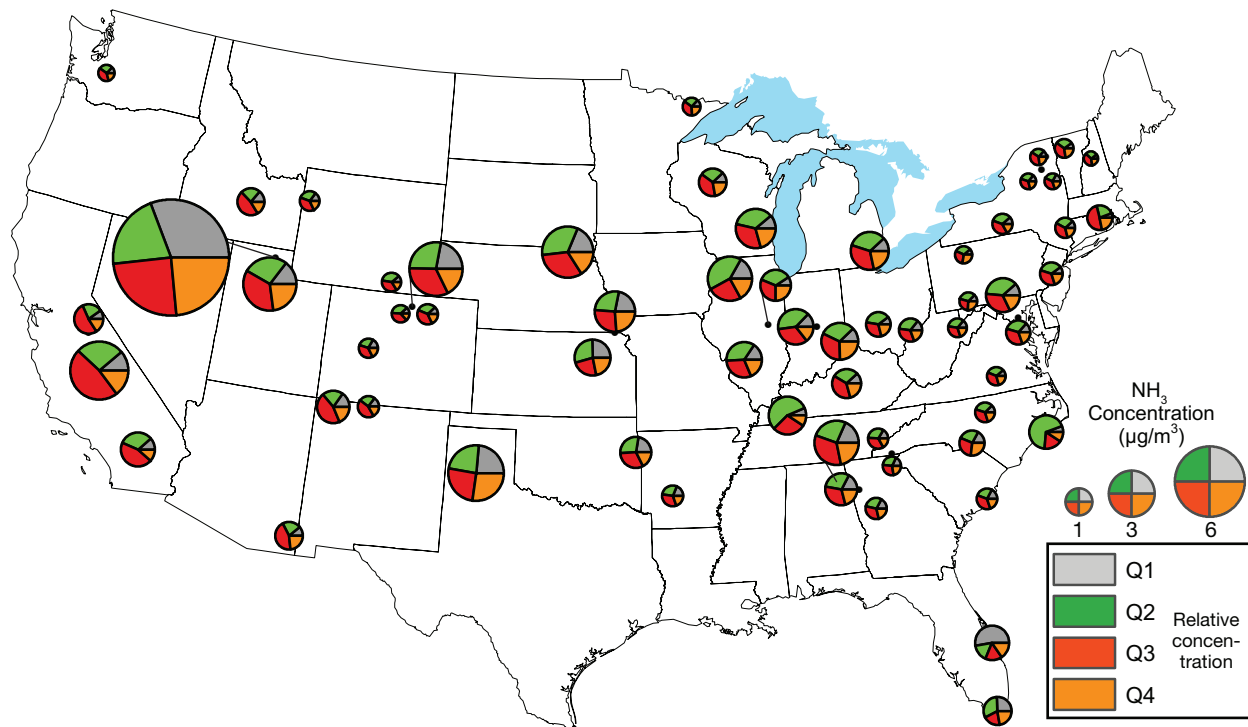 NH₃
Concentration
(µg/m³)
1 3 6
Q1
Q2
Q3
Q4
Relative
concen-
tration